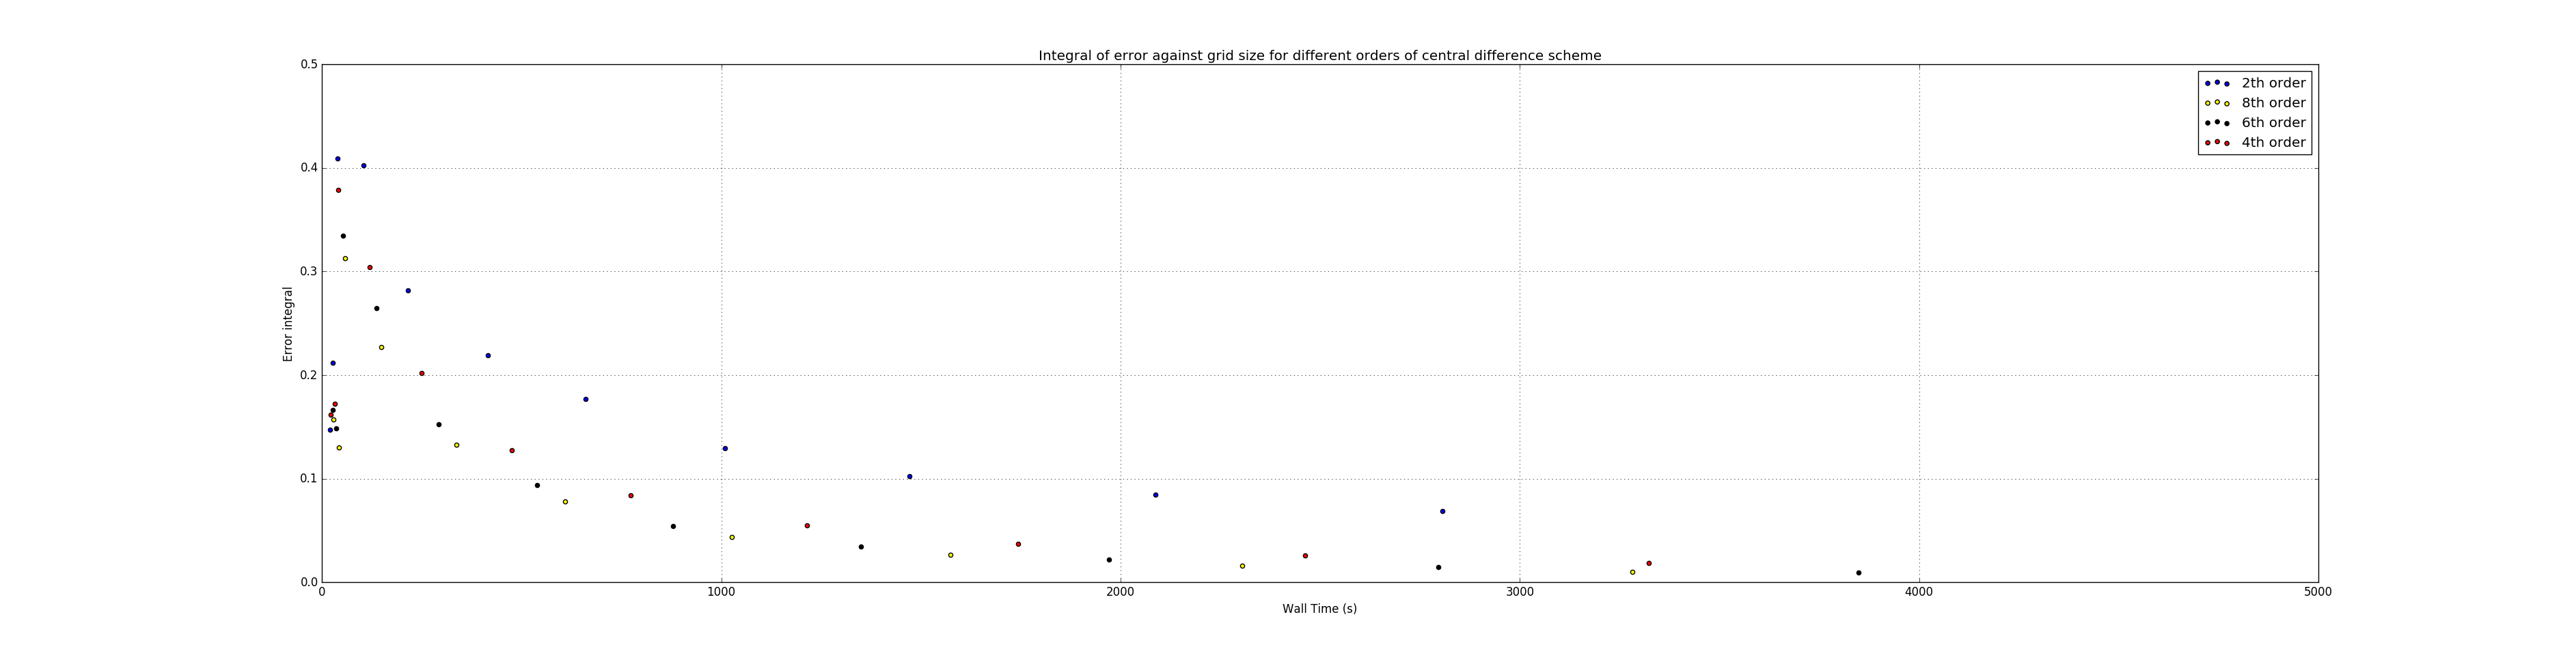 Integral of error against grid size for different orders of central difference scheme
0.5
0.4
0.3
0.2
0.1
0.0
Error integral
2th order
8th order
6th order
4th order
0 1000 2000 3000 4000 5000
Wall Time (s)